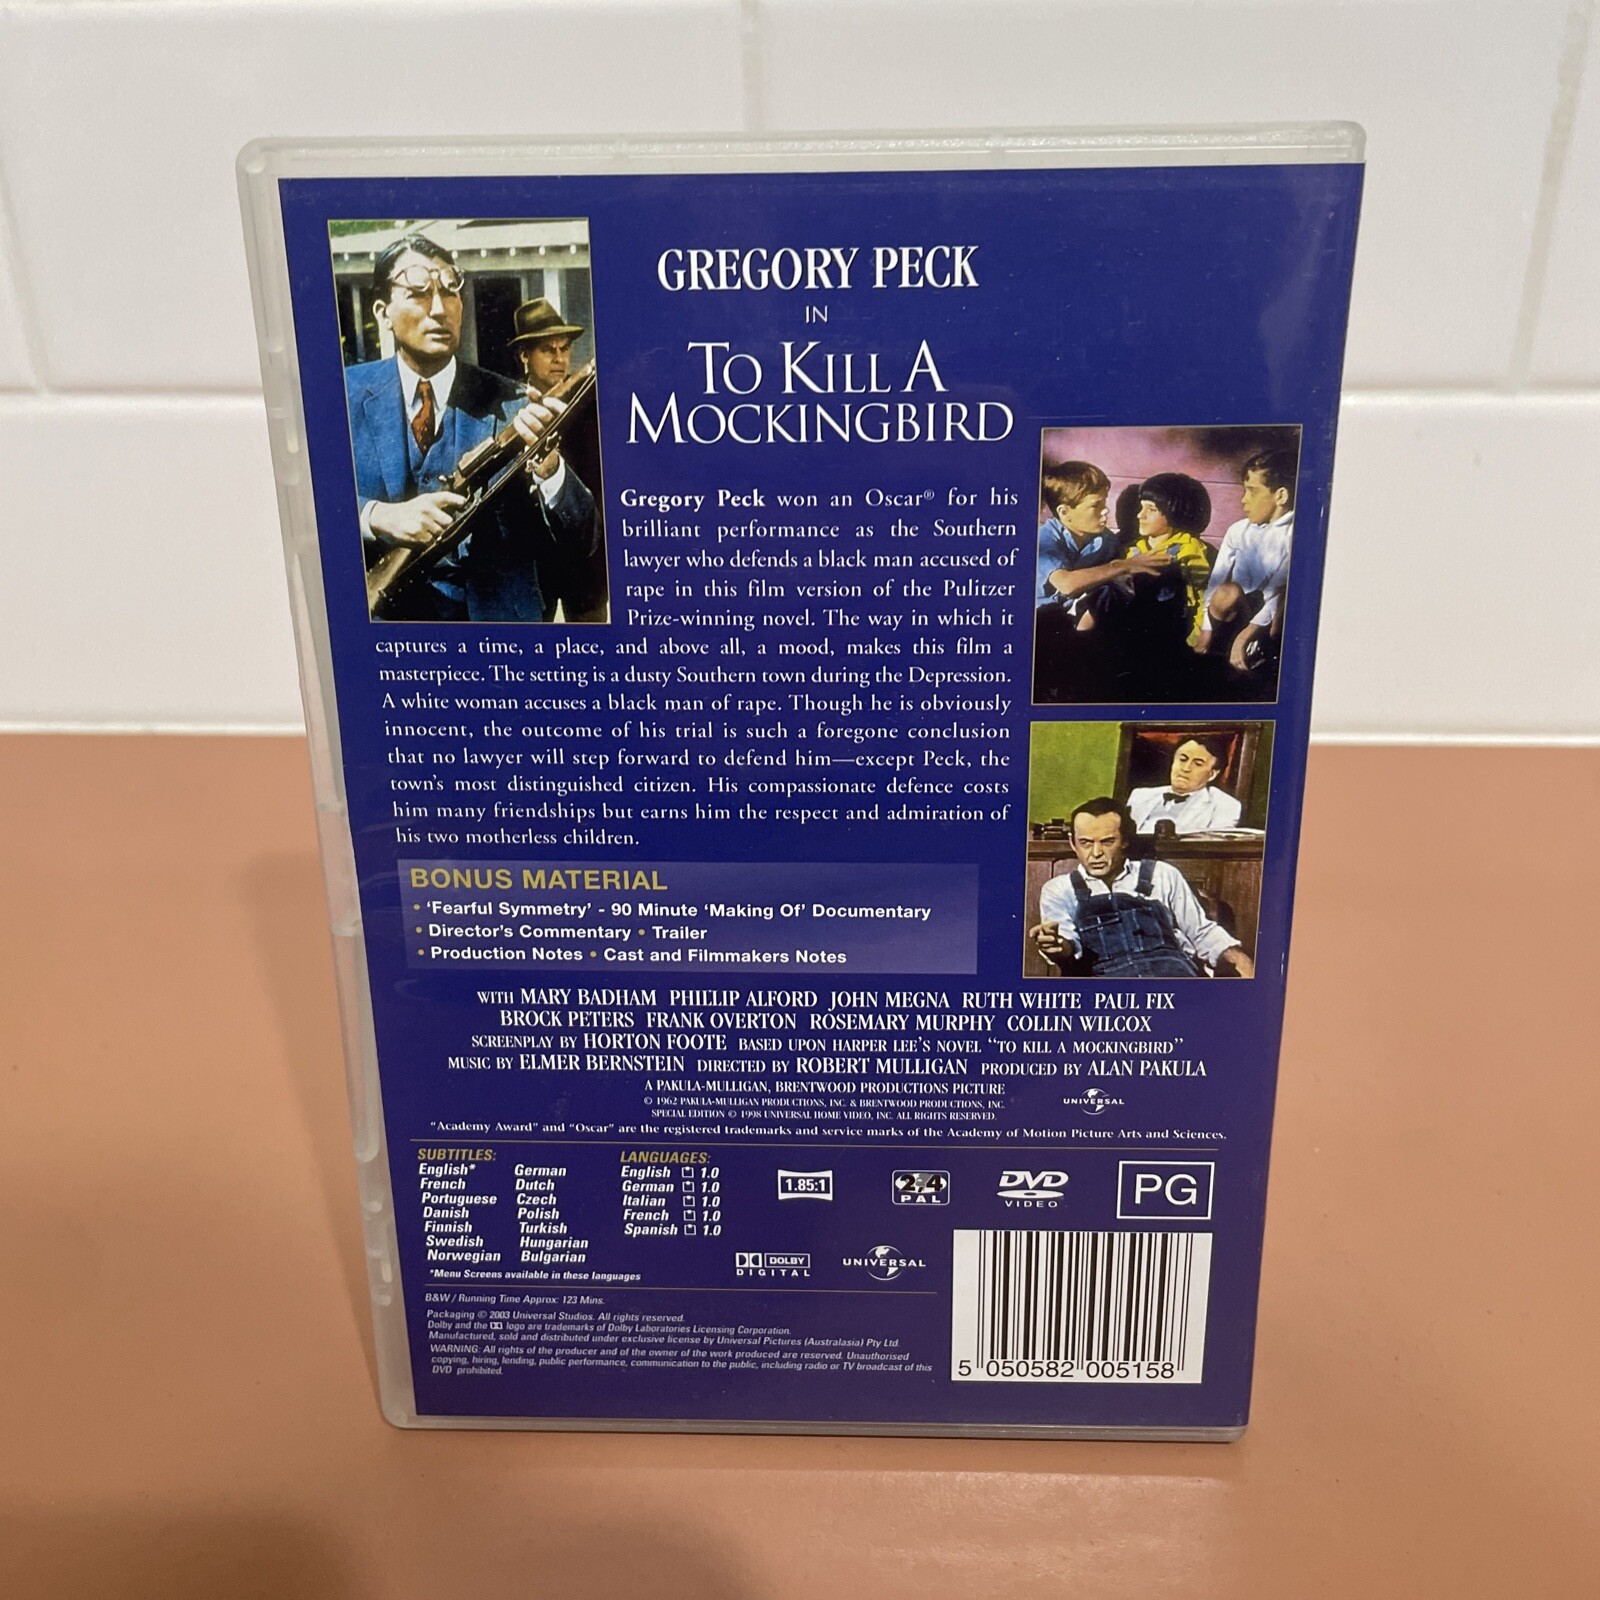 GREGORY PECK
IN
TO KILL A
MOCKINGBIRD
Gregory Peck won an Oscar® for his
brilliant performance as the Southern
lawyer who defends a black man accused of
rape in this film version of the Pulitzer
Prize-winning novel. The way in which it
captures a time, a place, and above all, a mood, makes this film a
masterpiece. The setting is a dusty Southern town during the Depression.
A white woman accuses a black man of rape. Though he is obviously
innocent, the outcome of his trial is such a foregone conclusion
that no lawyer will step forward to defend him—except Peck, the
town's most distinguished citizen. His compassionate defence costs
him many friendships but earns him the respect and admiration of
his two motherless children.
BONUS MATERIAL
• 'Fearful Symmetry' - 90 Minute 'Making Of' Documentary
• Director's Commentary • Trailer
• Production Notes • Cast and Filmmakers Notes
WITH MARY BADHAM PHILLIP ALFORD JOHN MEGNA RUTH WHITE PAUL FIX
BROCK PETERS FRANK OVERTON ROSEMARY MURPHY COLLIN WILCOX
SCREENPLAY BY HORTON FOOTE BASED UPON HARPER LEE'S NOVEL "TO KILL A MOCKINGBIRD"
MUSIC BY ELMER BERNSTEIN DIRECTED BY ROBERT MULLIGAN PRODUCED BY ALAN PAKULA
A PAKULA-MULLIGAN, BRENTWOOD PRODUCTIONS PICTURE
© 1962 PAKULA-MULLIGAN PRODUCTIONS, INC. & BRENTWOOD PRODUCTIONS, INC.
SPECIAL EDITION © 1998 UNIVERSAL HOME VIDEO, INC. ALL RIGHTS RESERVED.
UNIVERSAL
"Academy Award" and "Oscar" are the registered trademarks and service marks of the Academy of Motion Picture Arts and Sciences.
SUBTITLES:
English* German
French Dutch
Portuguese Czech
Danish Polish
Finnish Turkish
Swedish Hungarian
Norwegian Bulgarian
*Menu Screens available in these languages
LANGUAGES:
English 1.0
German 1.0
Italian 1.0
French 1.0
Spanish 1.0
1.85:1
2,4
PAL
DVD
VIDEO
PG
DOLBY
DIGITAL
UNIVERSAL
B&W / Running Time Approx: 123 Mins.
Packaging © 2003 Universal Studios. All rights reserved.
Dolby and the logo are trademarks of Dolby Laboratories Licensing Corporation.
Manufactured, sold and distributed under exclusive license by Universal Pictures (Australasia) Pty Ltd.
WARNING: All rights of the producer and of the owner of the work produced are reserved. Unauthorised
copying, hiring, lending, public performance, communication to the public, including radio or TV broadcast of this
DVD prohibited.
5 050582 005158